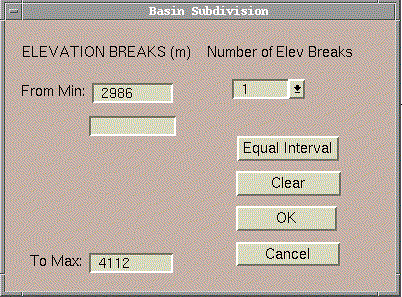 Basin Subdivision
ELEVATION BREAKS (m) Number of Elev Breaks
From Min: 2986 1
Equal Interval
Clear
OK
To Max: 4112 Cancel